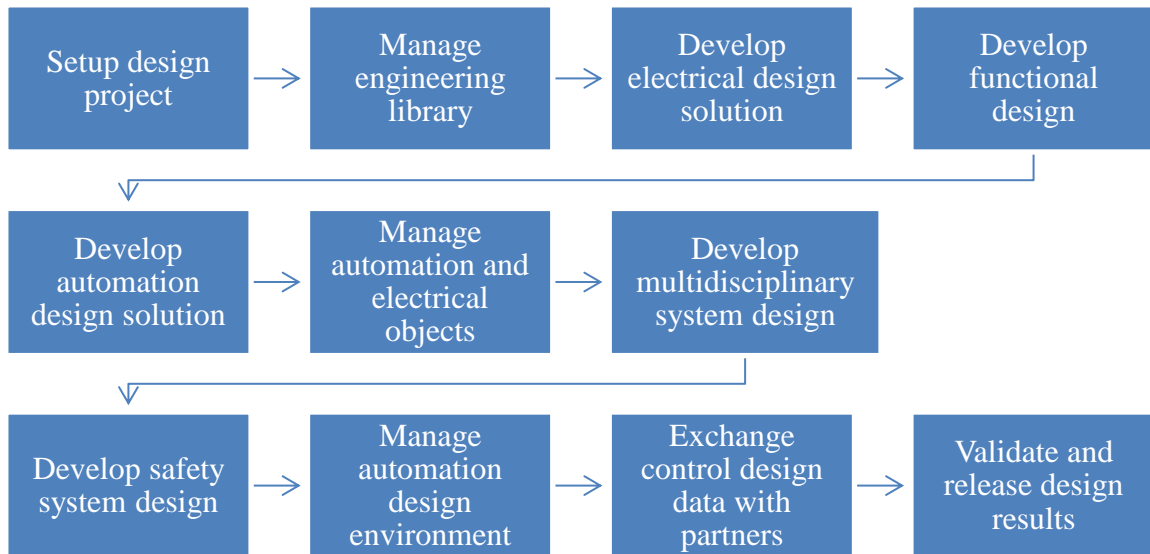 Setup design
project
Manage
engineering
library
Develop
electrical design
solution
Develop
functional
design
Develop
automation
design solution
Manage
automation and
electrical
objects
Develop
multidisciplinary
system design
Develop safety
system design
Manage
automation
design
environment
Exchange
control design
data with
partners
Validate and
release design
results